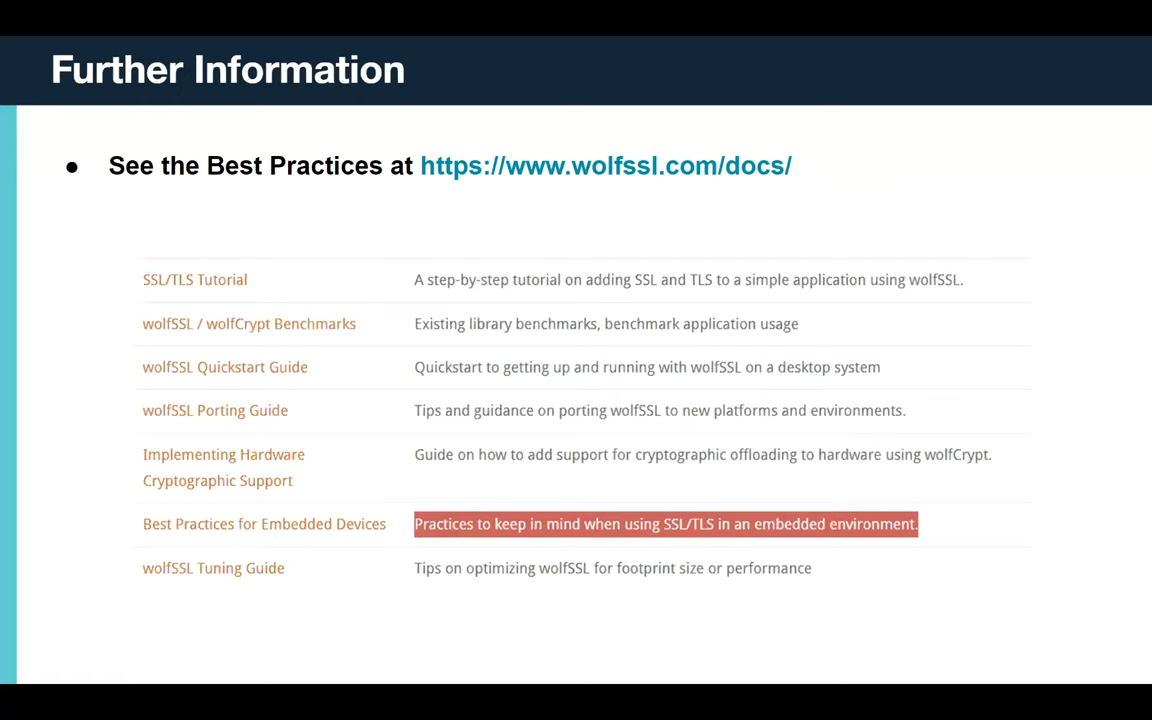 Further Information
● See the Best Practices at https://www.wolfssl.com/docs/
SSL/TLS Tutorial A step-by-step tutorial on adding SSL and TLS to a simple application using wolfSSL.
wolfSSL / wolfCrypt Benchmarks Existing library benchmarks, benchmark application usage
wolfSSL Quickstart Guide Quickstart to getting up and running with wolfSSL on a desktop system
wolfSSL Porting Guide Tips and guidance on porting wolfSSL to new platforms and environments.
Implementing Hardware Guide on how to add support for cryptographic offloading to hardware using wolfCrypt.
Cryptographic Support
Best Practices for Embedded Devices Practices to keep in mind when using SSL/TLS in an embedded environment.
wolfSSL Tuning Guide Tips on optimizing wolfSSL for footprint size or performance